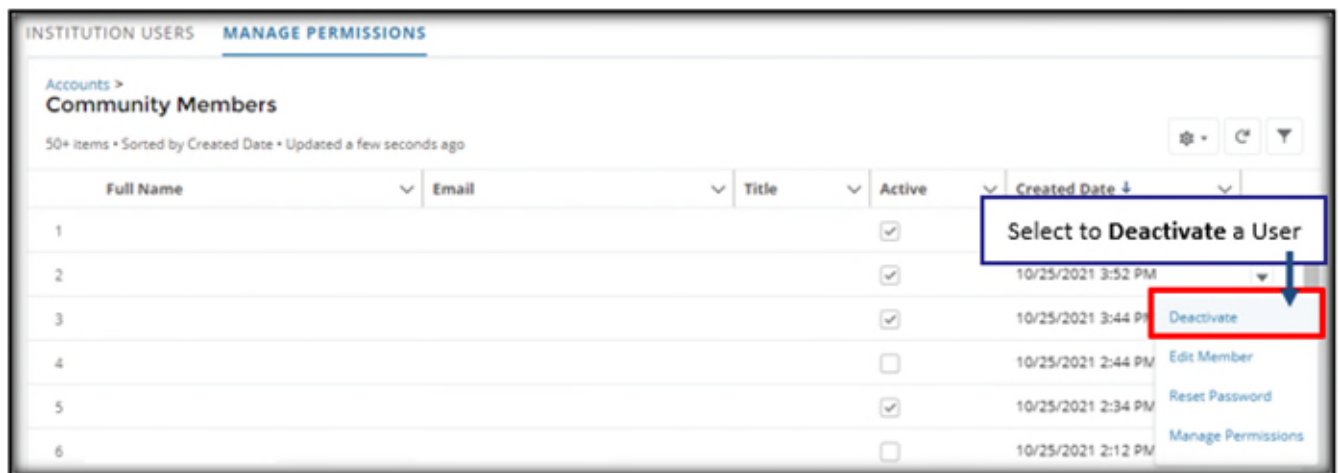 INSTITUTION USERS MANAGE PERMISSIONS
Accounts >
Community Members
50+ items • Sorted by Created Date • Updated a few seconds ago
Full Name Email Title Active Created Date
Select to Deactivate a User
1
2 10/25/2021 3:52 PM
3 10/25/2021 3:44 PM Deactivate
4 10/25/2021 2:44 PM Edit Member
5 10/25/2021 2:34 PM Reset Password
6 10/25/2021 2:12 PM Manage Permissions